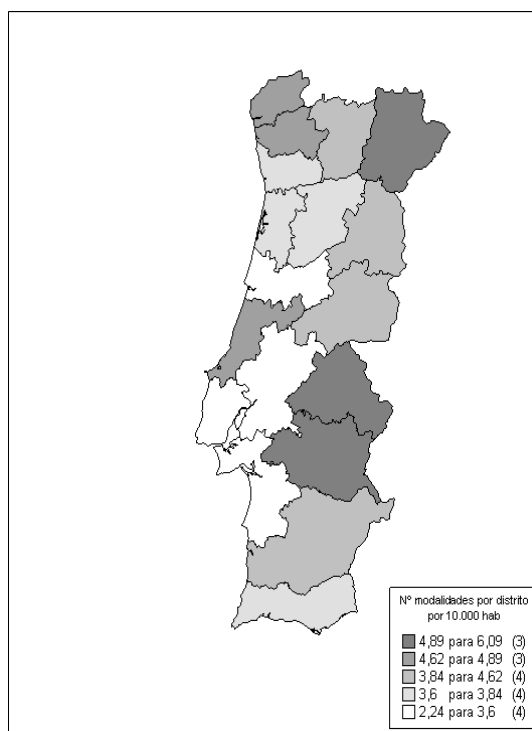 Nº modalidades por distrito
por 10.000 hab
4,89 para 6,09 (3)
4,62 para 4,89 (3)
3,84 para 4,62 (4)
3,6 para 3,84 (4)
2,24 para 3,6 (4)